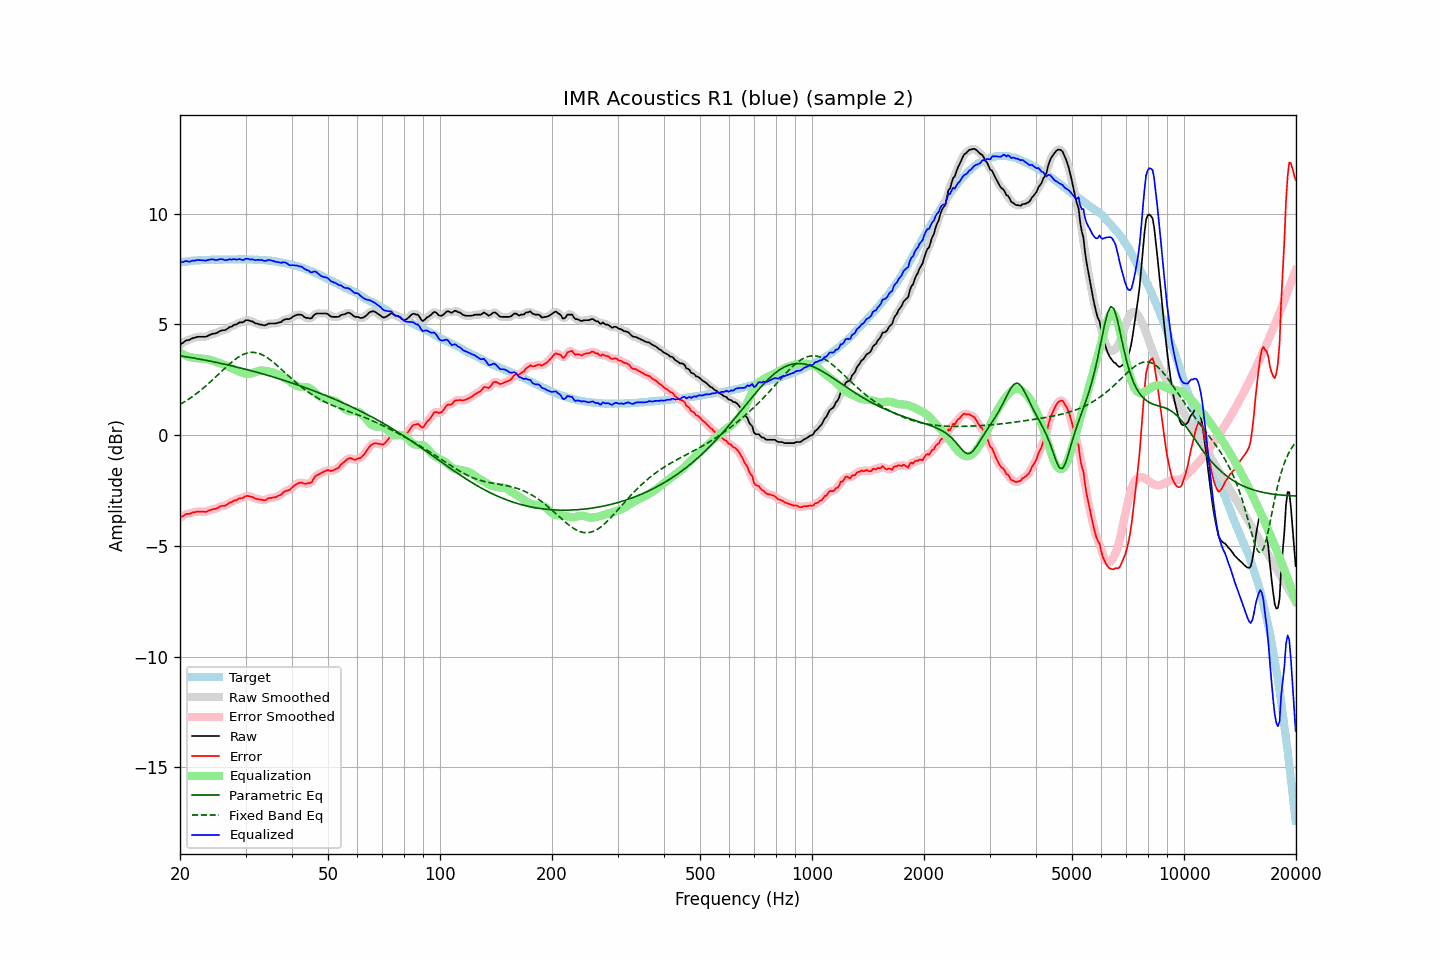 IMR Acoustics R1 (blue) (sample 2)
Amplitude (dBr)
10
5
0
−5
−10
−15
Target
Raw Smoothed
Error Smoothed
Raw
Error
Equalization
Parametric Eq
Fixed Band Eq
Equalized
20 50 100 200 500 1000 2000 5000 10000 20000
Frequency (Hz)